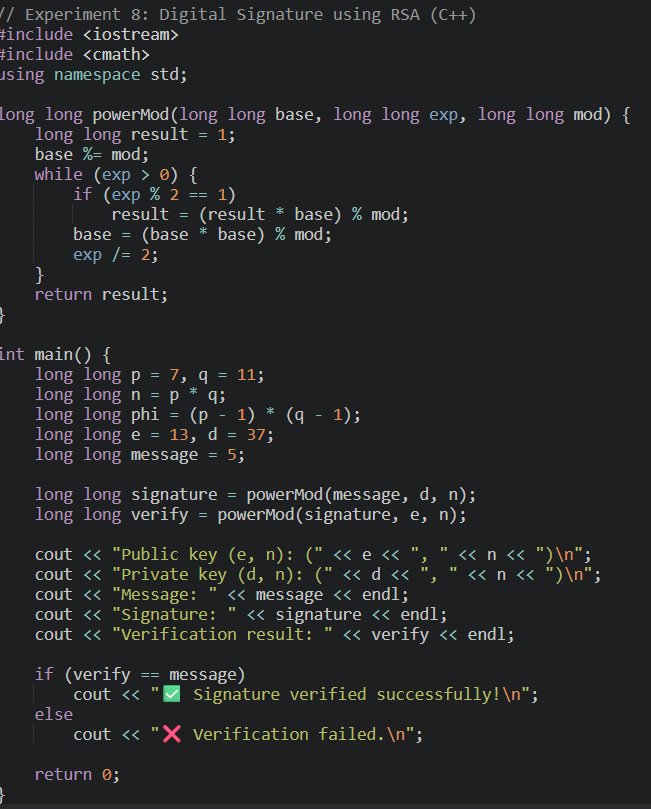 // Experiment 8: Digital Signature using RSA (C++)
#include <iostream>
#include <cmath>
using namespace std;

long long powerMod(long long base, long long exp, long long mod) {
    long long result = 1;
    base %= mod;
    while (exp > 0) {
        if (exp % 2 == 1)
            result = (result * base) % mod;
        base = (base * base) % mod;
        exp /= 2;
    }
    return result;
}

int main() {
    long long p = 7, q = 11;
    long long n = p * q;
    long long phi = (p - 1) * (q - 1);
    long long e = 13, d = 37;
    long long message = 5;

    long long signature = powerMod(message, d, n);
    long long verify = powerMod(signature, e, n);

    cout << "Public key (e, n): (" << e << ", " << n << ")\n";
    cout << "Private key (d, n): (" << d << ", " << n << ")\n";
    cout << "Message: " << message << endl;
    cout << "Signature: " << signature << endl;
    cout << "Verification result: " << verify << endl;

    if (verify == message)
        cout << "✅ Signature verified successfully!\n";
    else
        cout << "❌ Verification failed.\n";

    return 0;
}